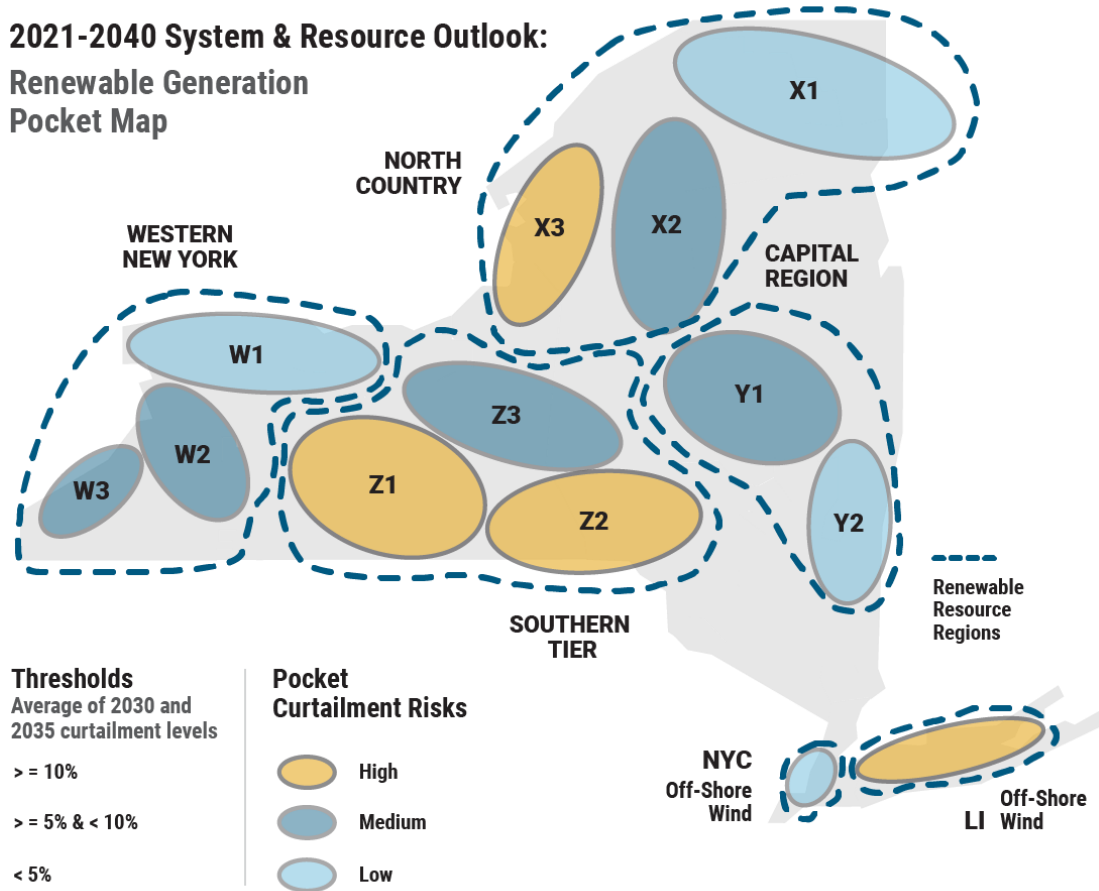 2021-2040 System & Resource Outlook:
Renewable Generation
Pocket Map
X1
NORTH
COUNTRY
X3
X2
WESTERN
NEW YORK
CAPITAL
REGION
W1
Z3
Y1
W2
W3
Z1
Z2
Y2
SOUTHERN
TIER
Renewable
Resource
Regions
Thresholds
Average of 2030 and
2035 curtailment levels
> = 10%
> = 5% & < 10%
< 5%
Pocket
Curtailment Risks
High
Medium
Low
NYC
Off-Shore
Wind
LI
Off-Shore
Wind